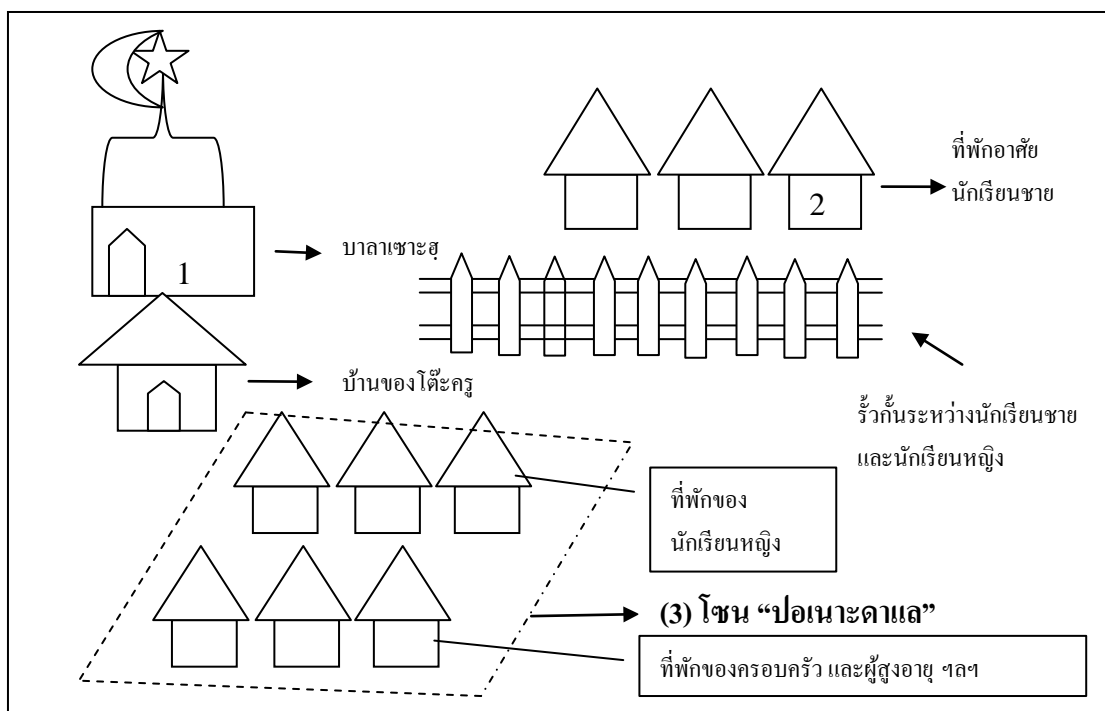 ที่พักอาศัย
นักเรียนชาย
2
1
บาลาเซาะฮฺ
บ้านของโต๊ะครู
รั้วกั้นระหว่างนักเรียนชาย
และนักเรียนหญิง
ที่พักของ
นักเรียนหญิง
(3) โซน “ปอเนาะดาแล”
ที่พักของครอบครัว และผู้สูงอายุ ฯลฯ